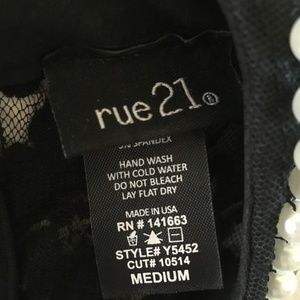 rue21®
SPANDEX
HAND WASH
WITH COLD WATER
DO NOT BLEACH
LAY FLAT DRY
MADE IN USA
RN # 141663
STYLE# Y5452
CUT# 10514
MEDIUM